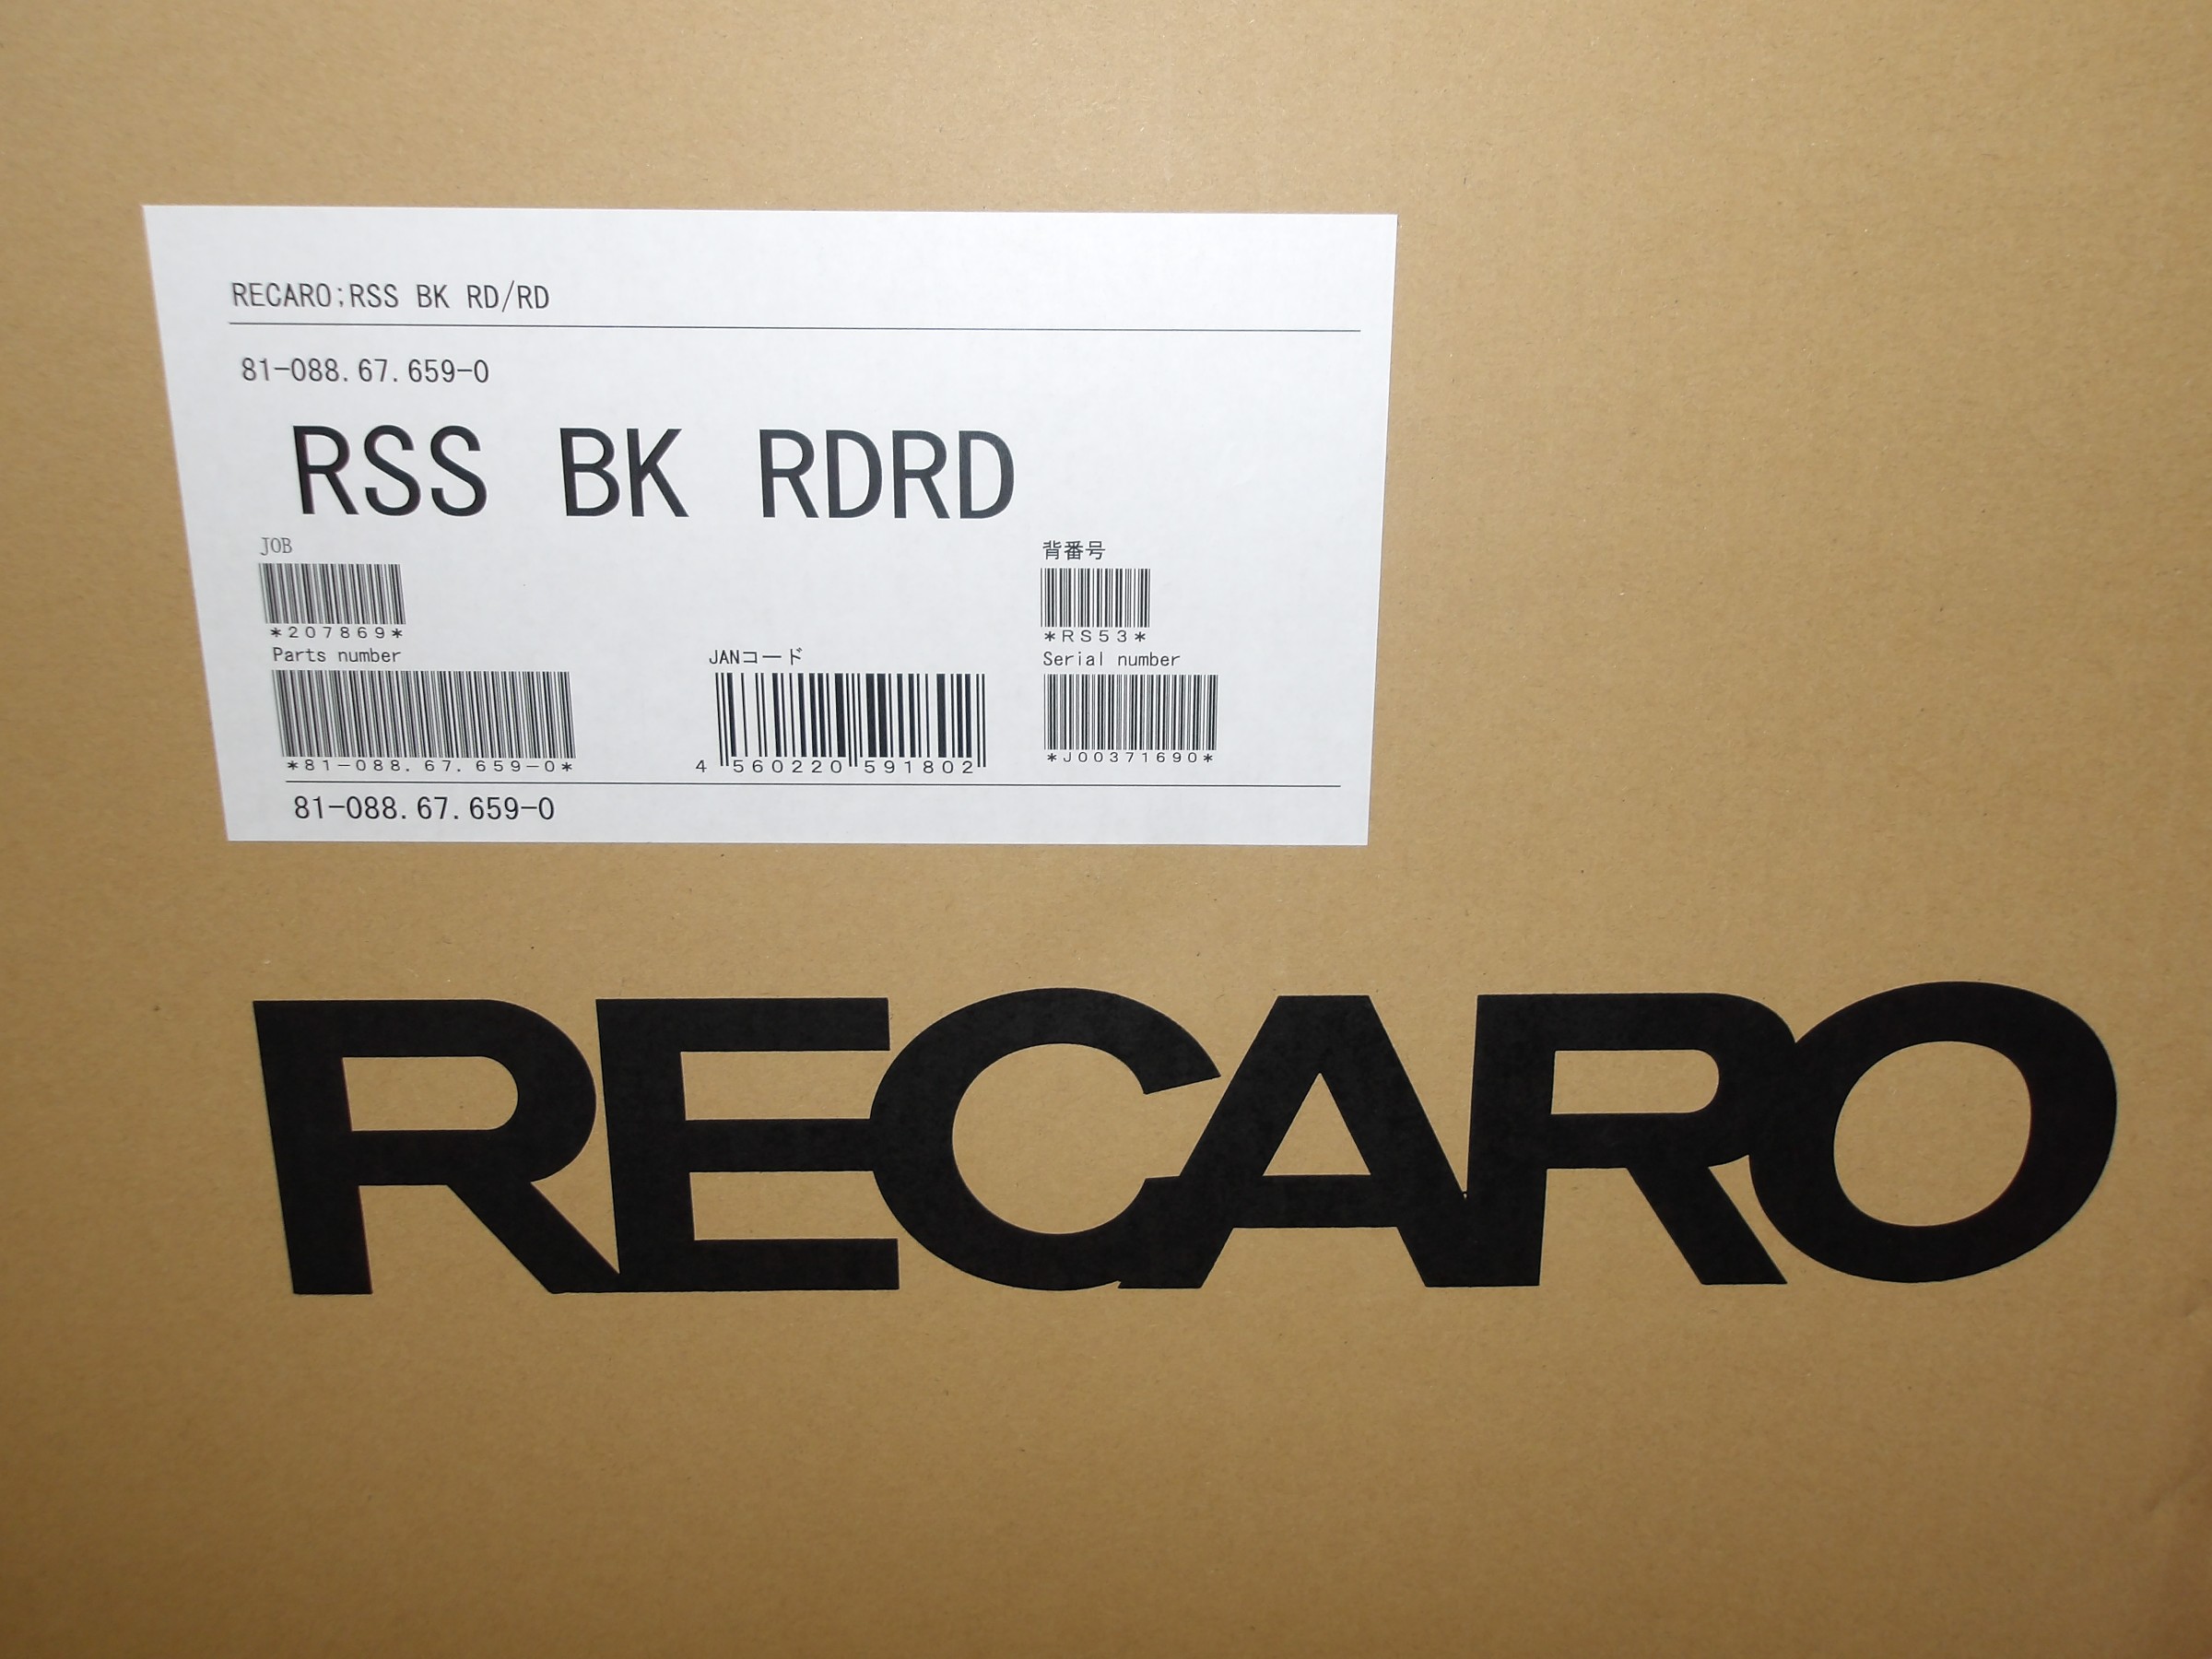 RECARO;RSS BK RD/RD
81-088.67.659-0
RSS BK RDRD
JOB
*207869*
背番号
*RS53*
Parts number
*81-088.67.659-0*
JANコード
4 560220 591802
Serial number
*J00371690*
81-088.67.659-0
RECARO